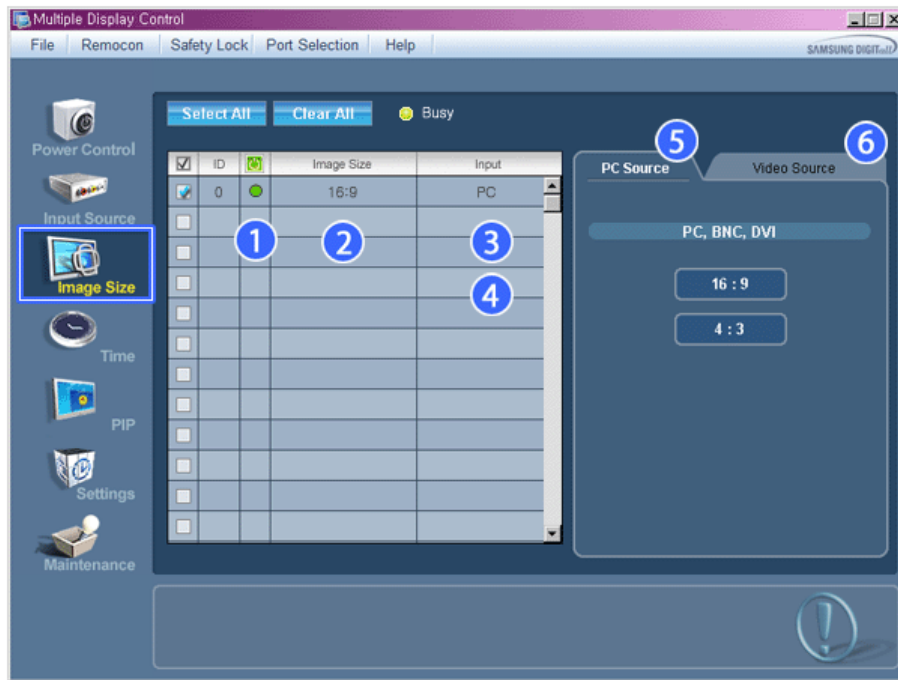 Multiple Display Control
File Remocon Safety Lock Port Selection Help
SAMSUNG DIGITall
Select All Clear All Busy
Power Control
Input Source
Image Size
Time
PIP
Settings
Maintenance
ID Image Size Input
0 16:9 PC
1 2 3
4
5 6
PC Source Video Source
PC, BNC, DVI
16 : 9
4 : 3